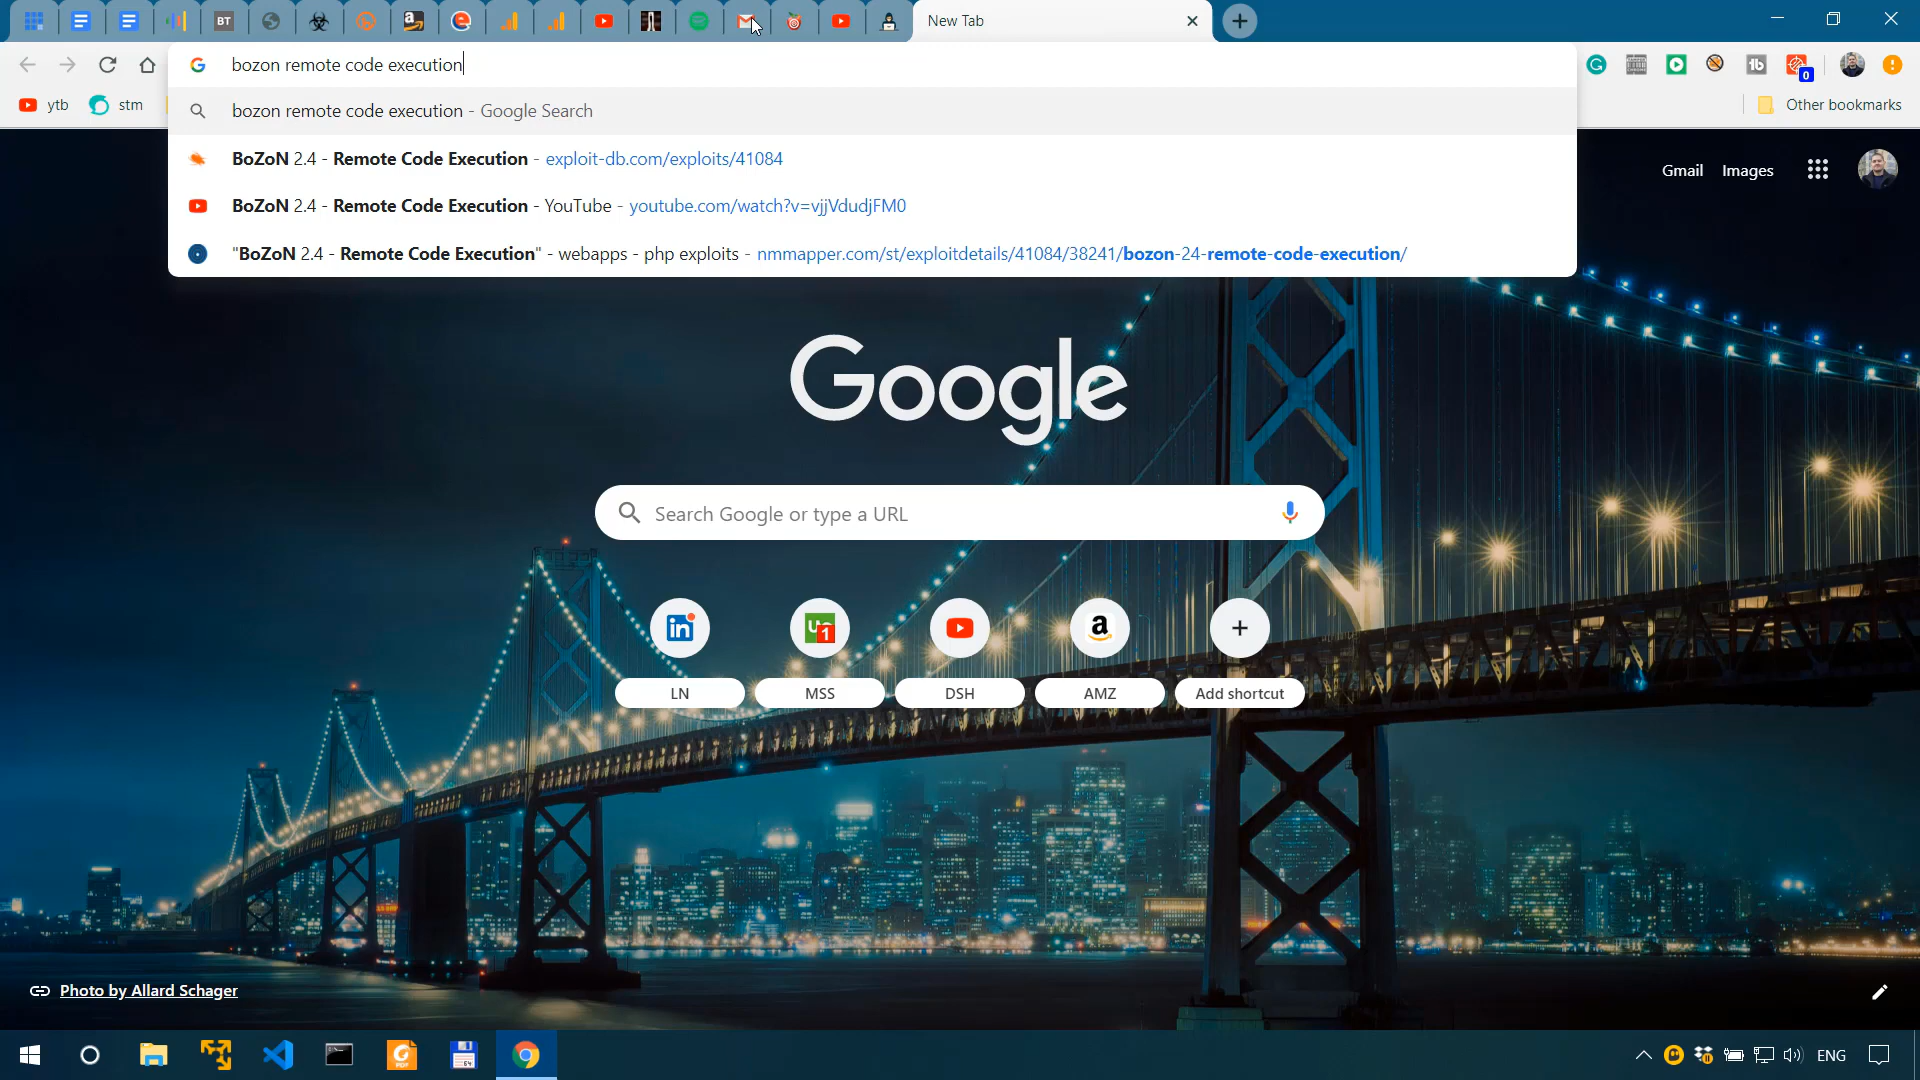 BT
New Tab
bozon remote code execution
0
ytb
stm
Other bookmarks
bozon remote code execution - Google Search
BoZoN 2.4 - Remote Code Execution - exploit-db.com/exploits/41084
BoZoN 2.4 - Remote Code Execution - YouTube - youtube.com/watch?v=vjjVdudjFM0
"BoZoN 2.4 - Remote Code Execution" - webapps - php exploits - nmmapper.com/st/exploitdetails/41084/38241/bozon-24-remote-code-execution/
Gmail
Images
Google
Search Google or type a URL
in
1
a
LN
MSS
DSH
AMZ
Add shortcut
Photo by Allard Schager
ENG